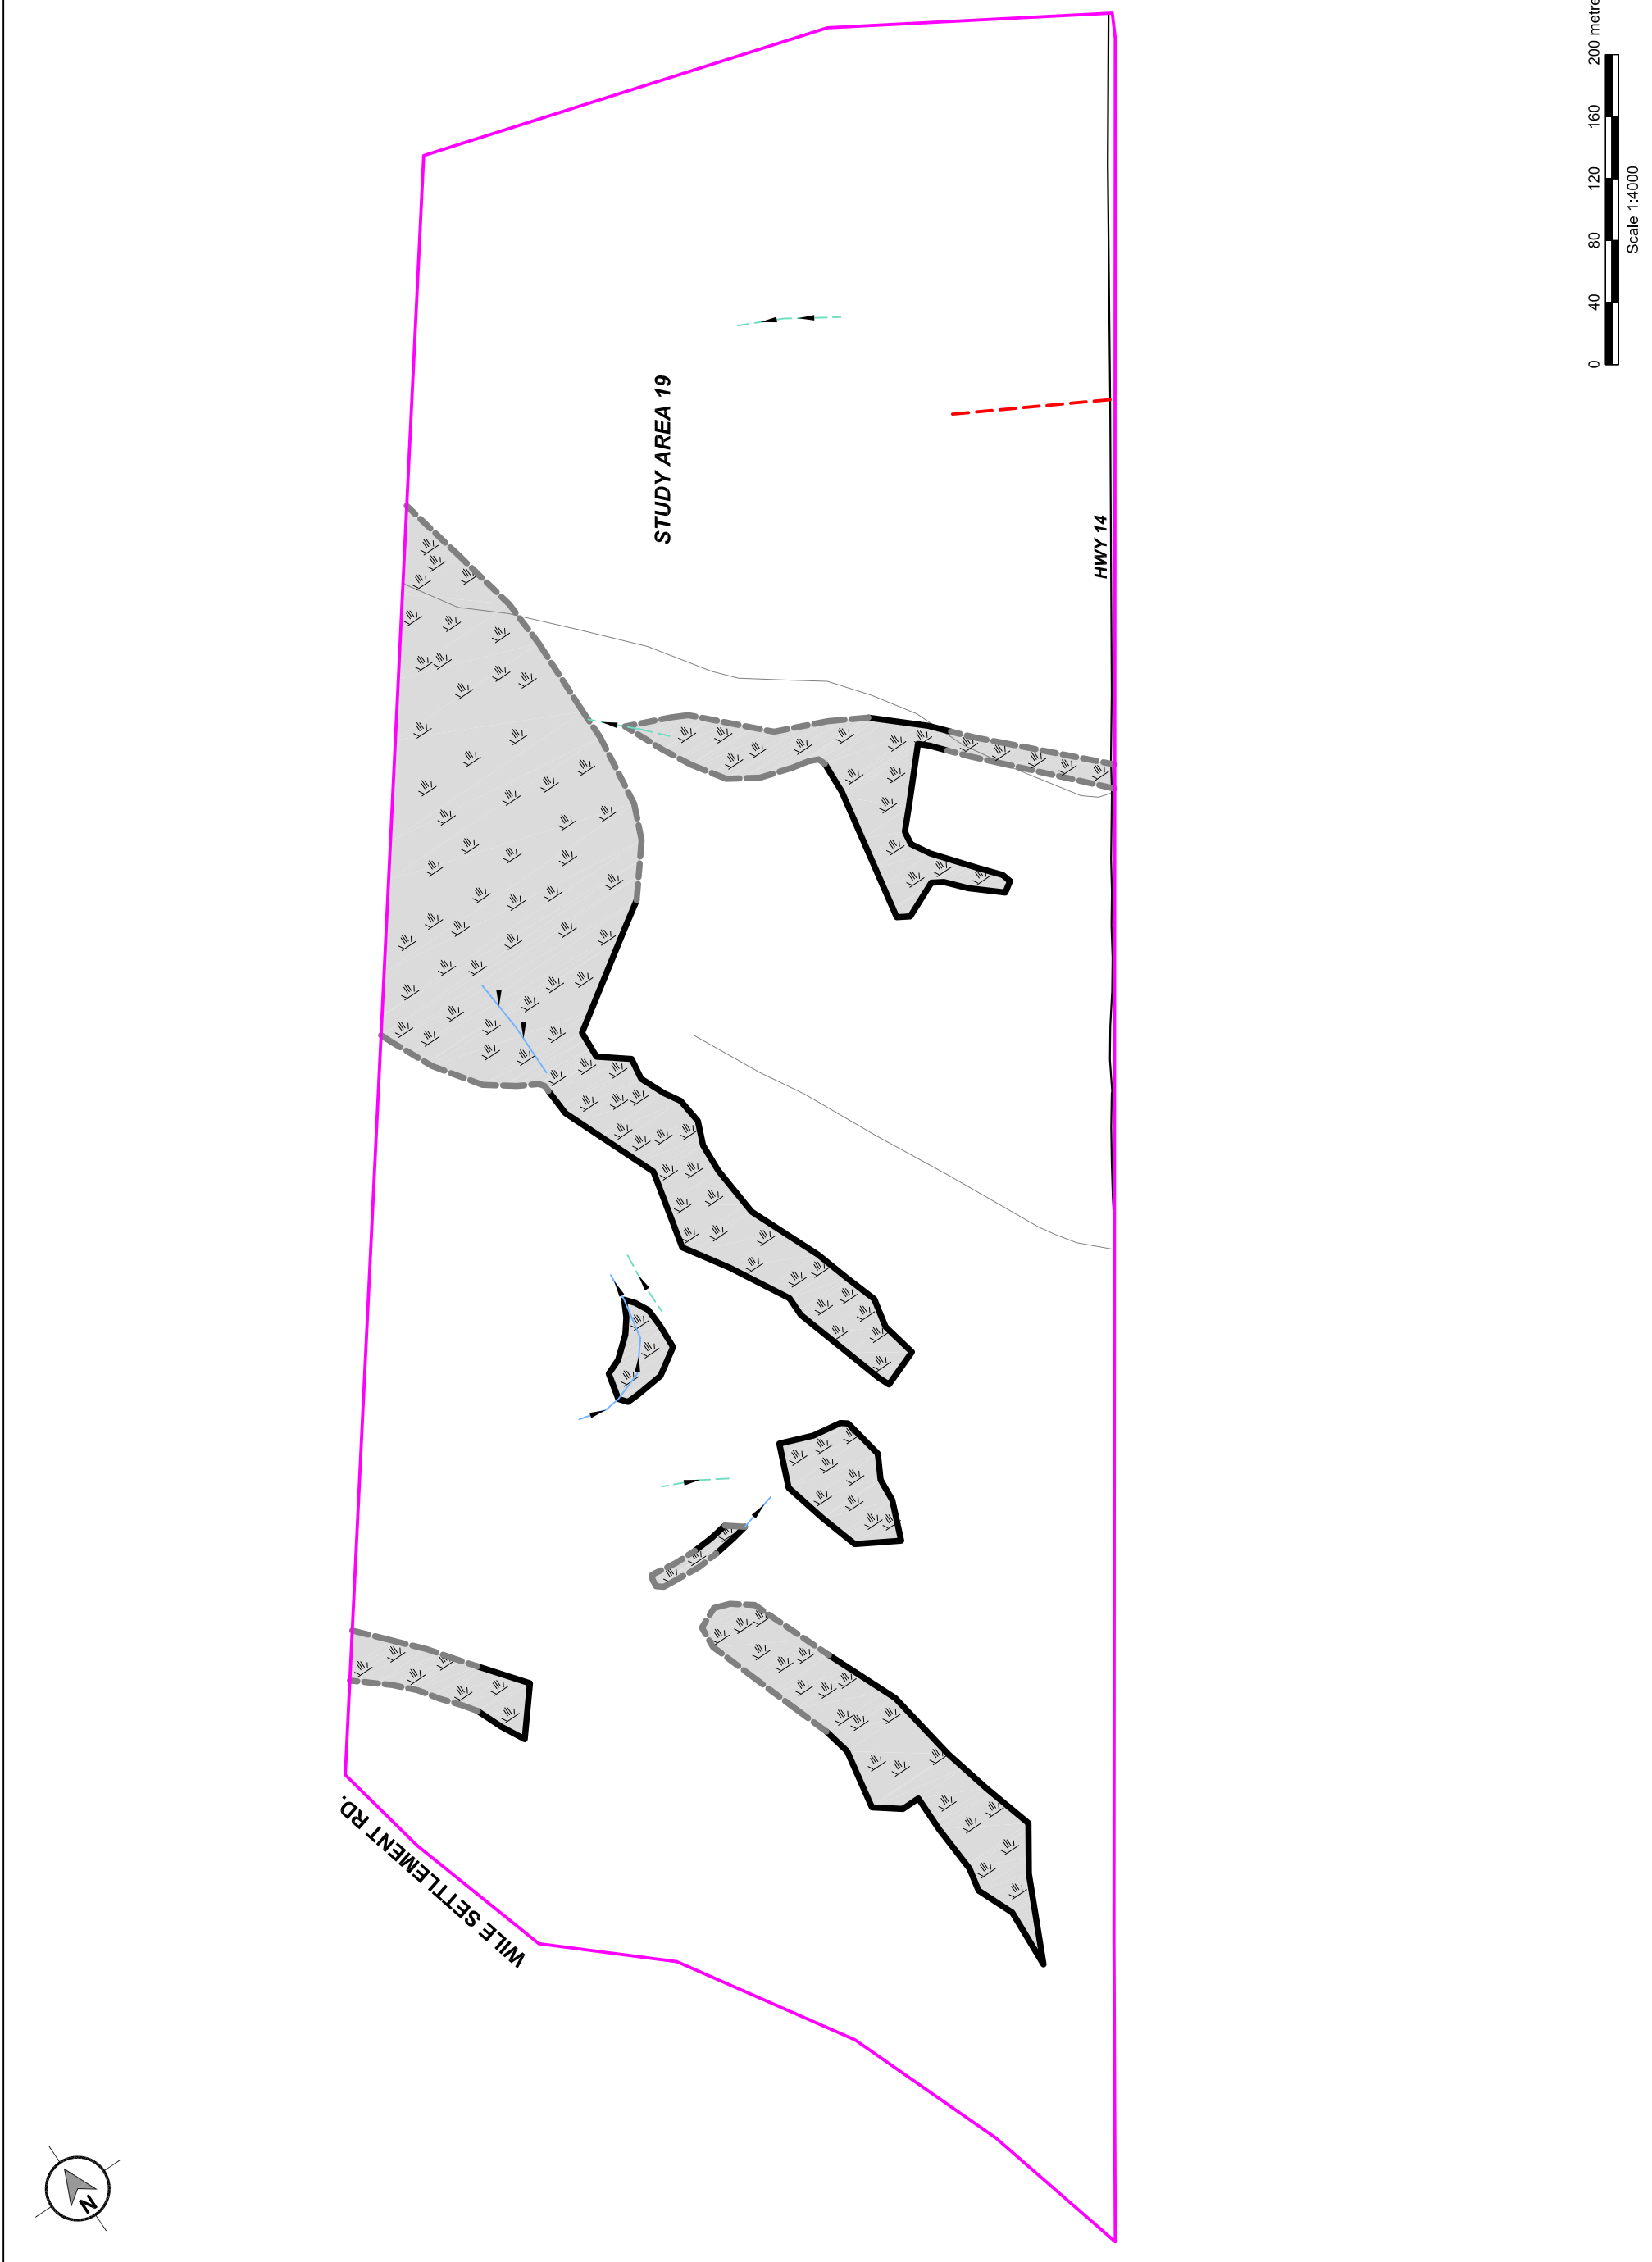 STUDY AREA 19
HWY 14
WILE SETTLEMENT RD.
N
0 40 80 120 160 200 metre
Scale 1:4000